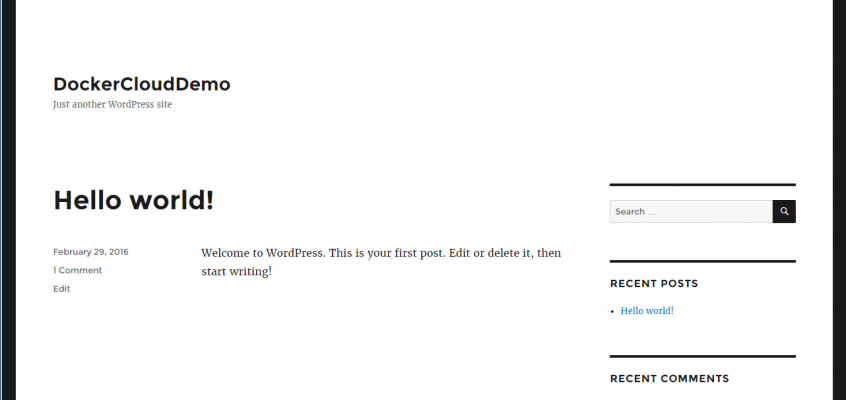 DockerCloudDemo
Just another WordPress site
Hello world!
February 29, 2016
1 Comment
Edit
Welcome to WordPress. This is your first post. Edit or delete it, then
start writing!
Search …
RECENT POSTS
Hello world!
RECENT COMMENTS